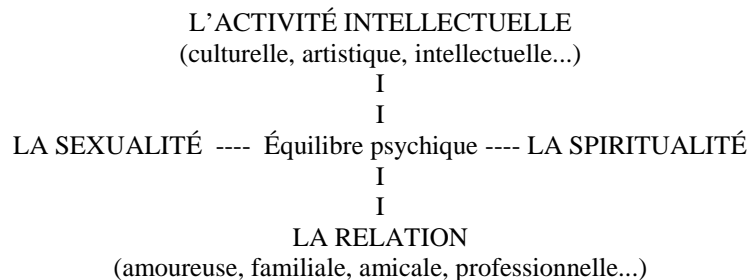 L'ACTIVITÉ INTELLECTUELLE
(culturelle, artistique, intellectuelle...)
I
I
LA SEXUALITÉ ---- Équilibre psychique ---- LA SPIRITUALITÉ
I
I
LA RELATION
(amoureuse, familiale, amicale, professionnelle...)